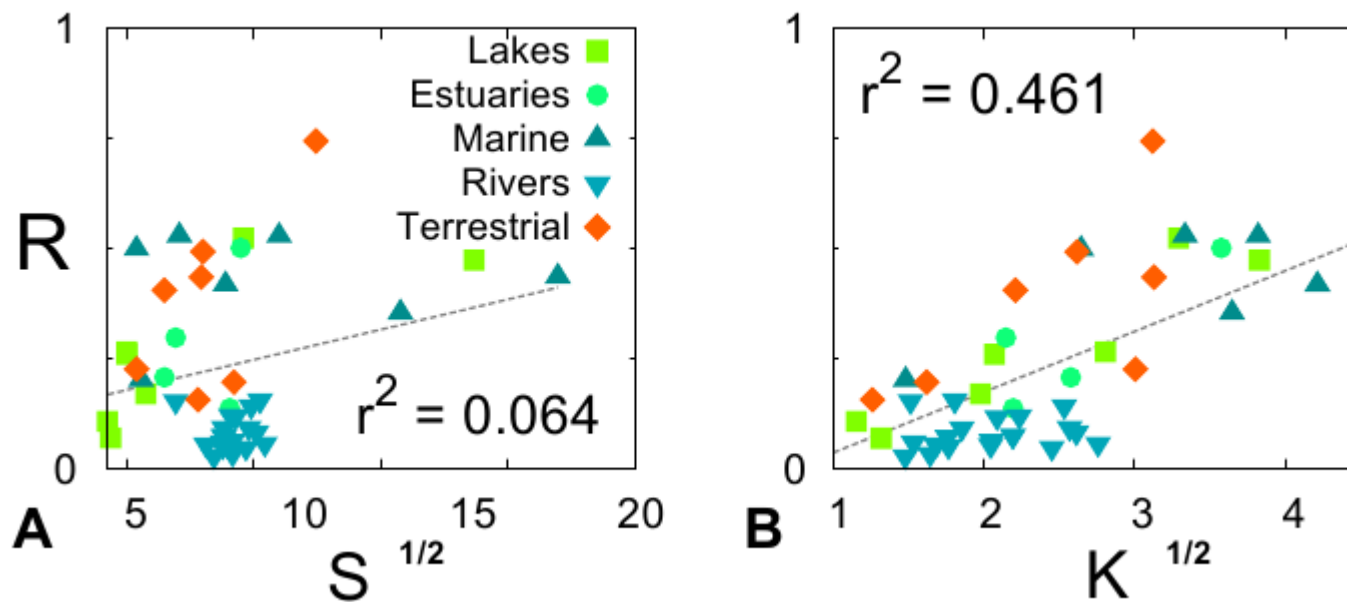 1
R
0
Lakes
Estuaries
Marine
Rivers
Terrestrial
r² = 0.064
5 10 15 20
A
S 1/2
1
0
r² = 0.461
1 2 3 4
B
K 1/2